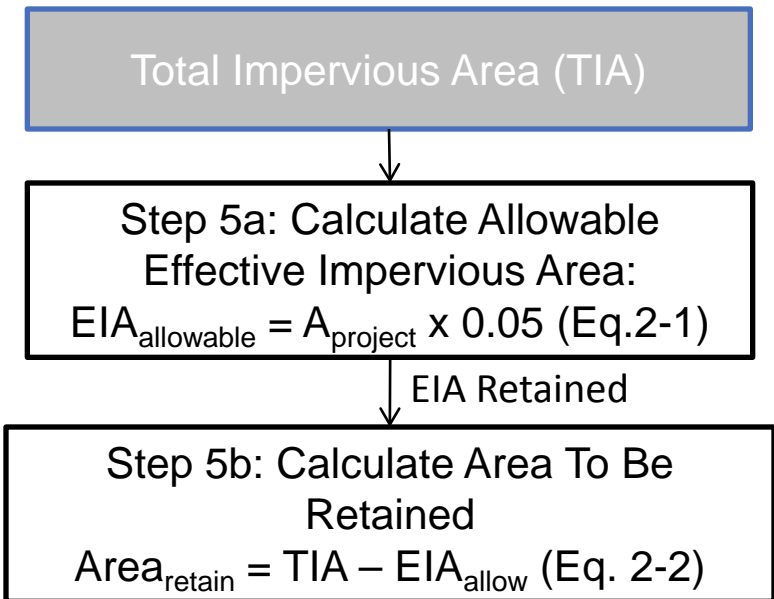 Total Impervious Area (TIA)
Step 5a: Calculate Allowable
Effective Impervious Area:
EIAallowable = Aproject x 0.05 (Eq.2-1)
EIA Retained
Step 5b: Calculate Area To Be
Retained
Arearetain = TIA – EIAallow (Eq. 2-2)